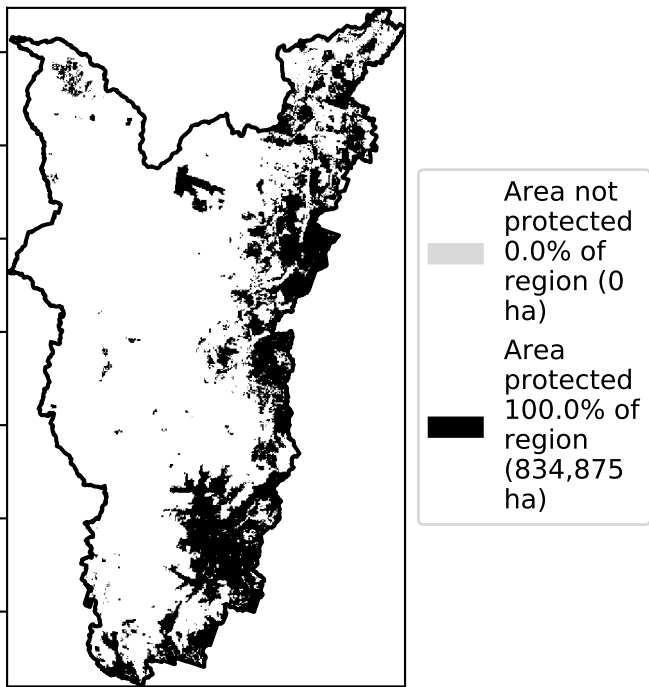 Area not
protected
0.0% of
region (0
ha)
Area
protected
100.0% of
region
(834,875
ha)